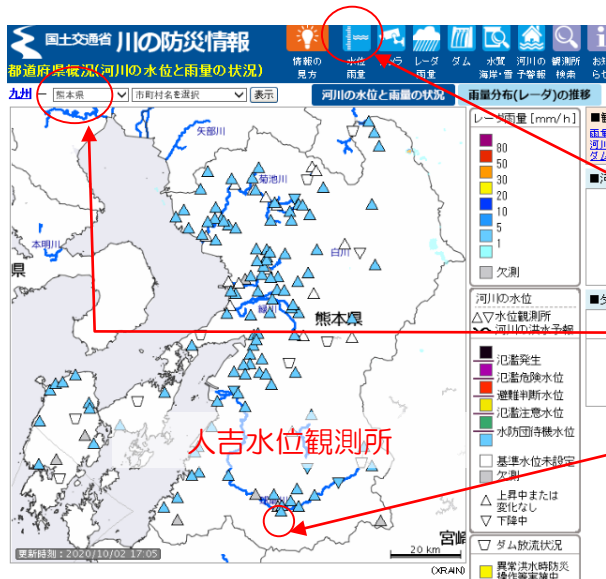 国土交通省 川の防災情報
都道府県概況(河川の水位と雨量の状況)
情報の
見方
水位
雨量
レーダ
雨量
ダム
水質
海岸・雪
河川の
予警報
観測所
検索
九州 ー 熊本県 市町村名を選択 表示
河川の水位と雨量の状況
雨量分布(レーダ)の推移
矢部川
菊池川
本明川
白川
県
緑川
熊本県
人吉水位観測所
宮崎
20 km
更新時刻:2020/10/02 17:05
(XRAIN)
レーダ雨量 [mm/h]
80
50
30
20
10
5
1
欠測
河川の水位
△▽水位観測所
河川の洪水予報
氾濫発生
氾濫危険水位
避難判断水位
氾濫注意水位
水防団待機水位
基準水位未設定
欠測
△ 上昇中または
変化なし
▽ 下降中
ダム放流状況
異常洪水時防災
操作等実施中